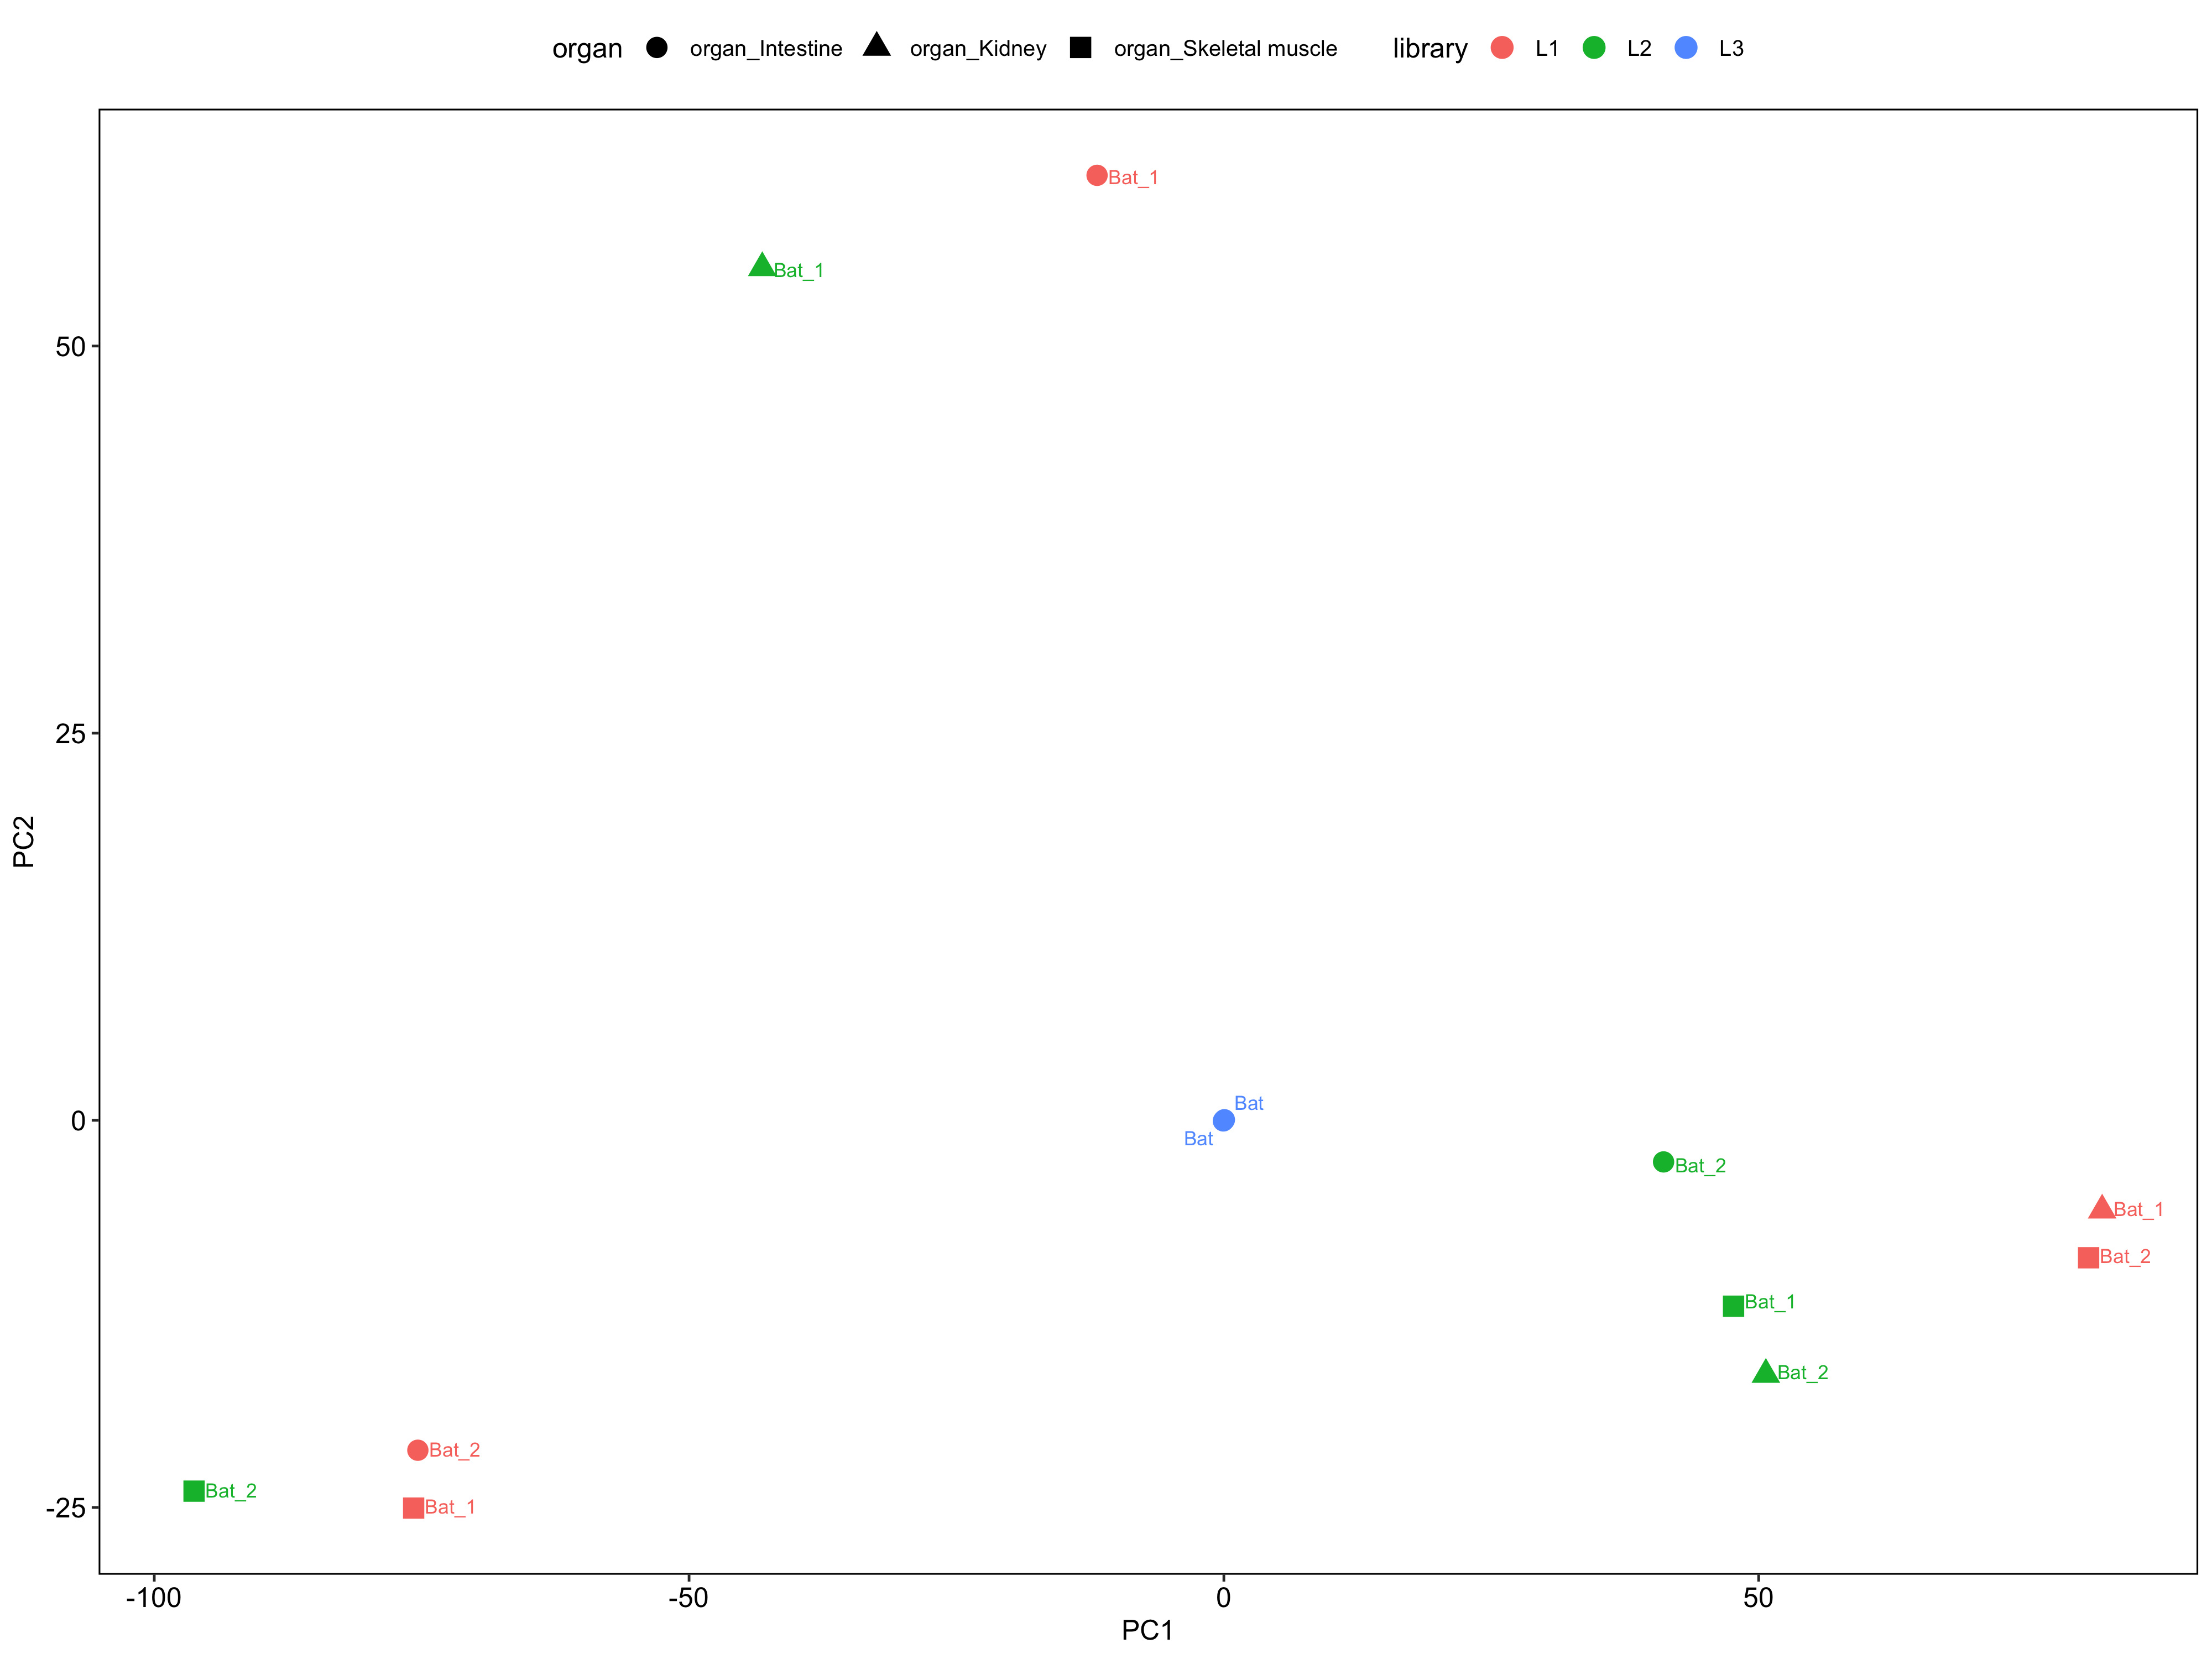 organ organ_Intestine organ_Kidney organ_Skeletal muscle library L1 L2 L3
Bat_1
Bat_1
50
25
PC2
Bat
0
Bat
Bat_2
Bat_1
Bat_2
Bat_1
Bat_2
Bat_2
Bat_2
Bat_1
-25
-100 -50 0 50
PC1